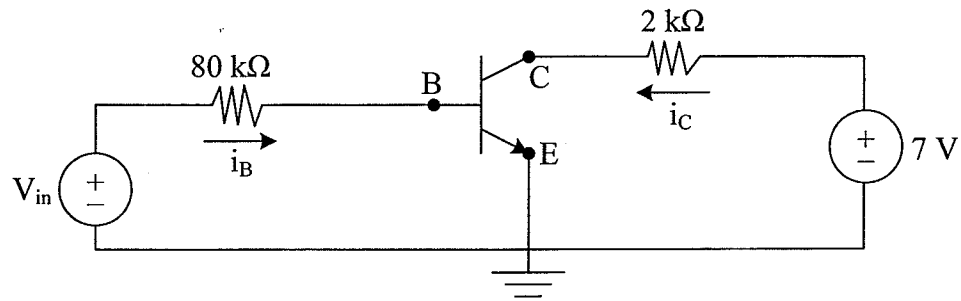 2 kΩ
80 kΩ
B
C
i_C
E
i_B
+
−
7 V
V_in
+
−